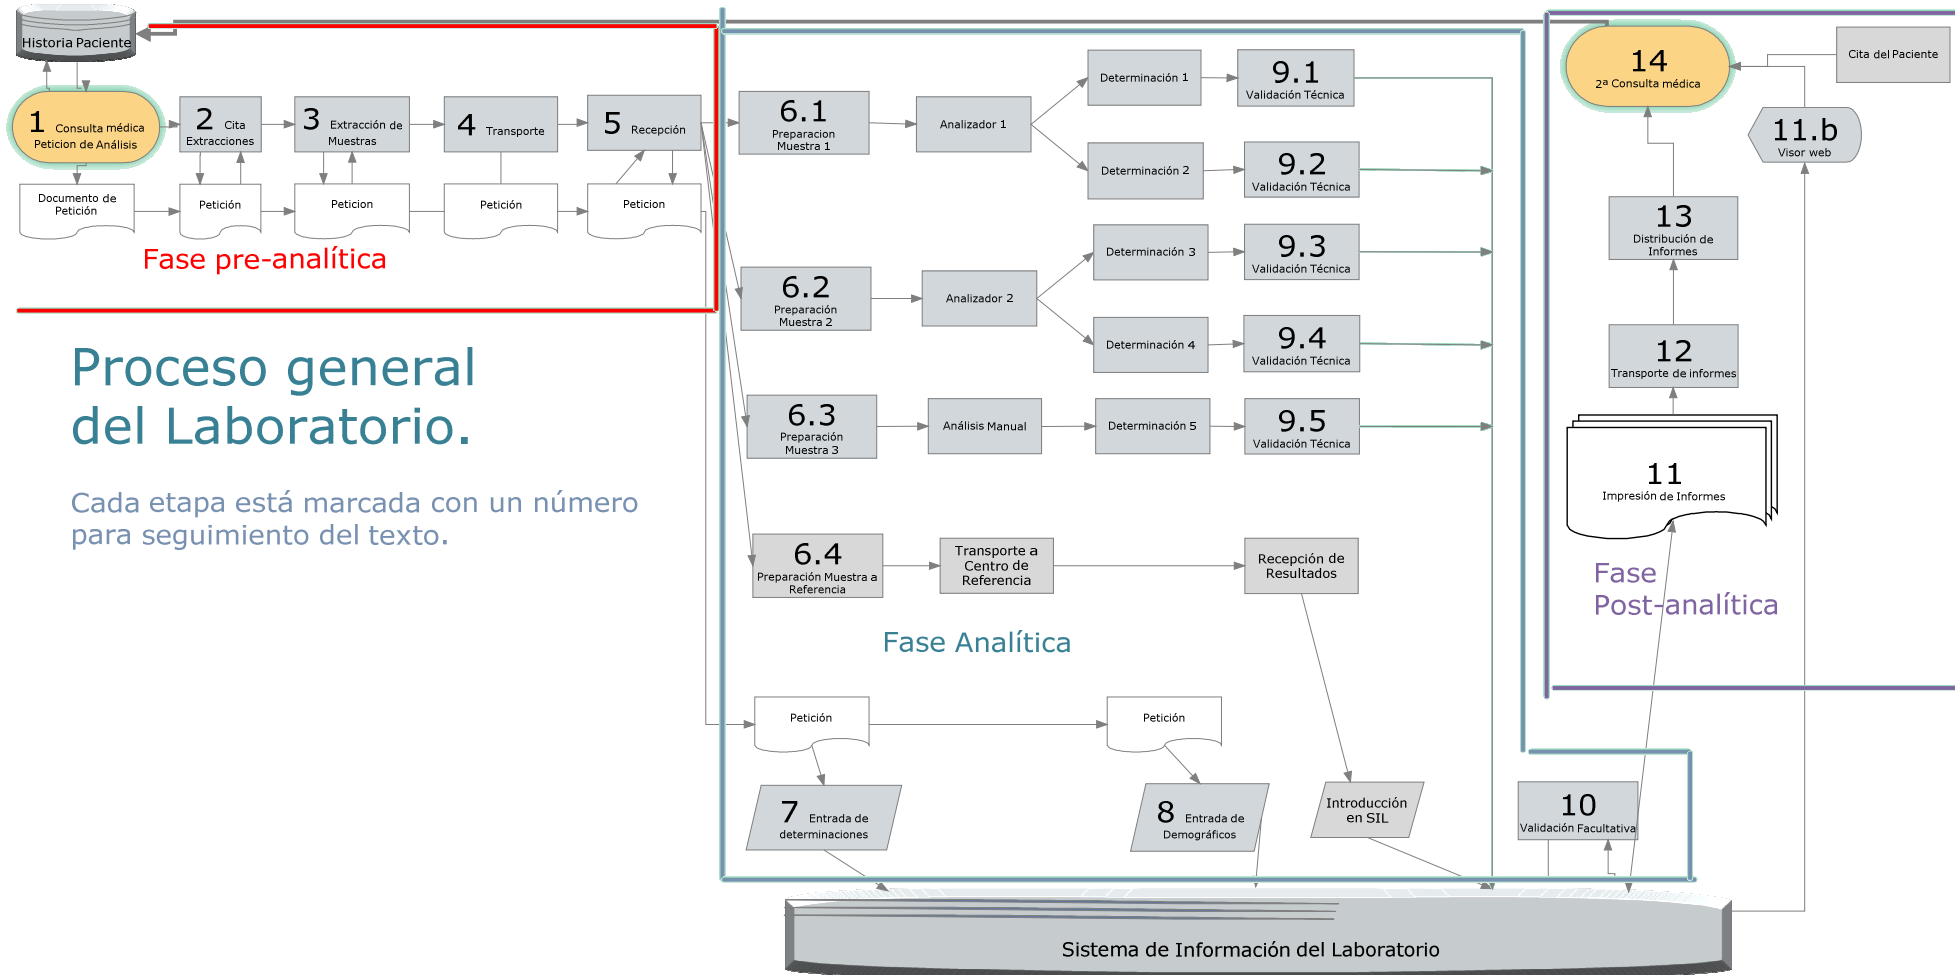 Historia Paciente
1 Consulta médica
Peticion de Análisis
2 Cita
Extracciones
3 Extracción de
Muestras
4 Transporte
5 Recepción
Documento de
Petición
Petición
Peticion
Petición
Peticion
Fase pre-analítica
Proceso general
del Laboratorio.
Cada etapa está marcada con un número
para seguimiento del texto.
6.1
Preparacion
Muestra 1
Analizador 1
Determinación 1
9.1
Validación Técnica
Determinación 2
9.2
Validación Técnica
6.2
Preparación
Muestra 2
Analizador 2
Determinación 3
9.3
Validación Técnica
Determinación 4
9.4
Validación Técnica
6.3
Preparación
Muestra 3
Análisis Manual
Determinación 5
9.5
Validación Técnica
6.4
Preparación Muestra a
Referencia
Transporte a
Centro de
Referencia
Recepción de
Resultados
Fase Analítica
Petición
Petición
7 Entrada de
determinaciones
8 Entrada de
Demográficos
Introducción
en SIL
10
Validación Facultativa
Sistema de Información del Laboratorio
14
2ª Consulta médica
Cita del Paciente
11.b
Visor web
13
Distribución de
Informes
12
Transporte de informes
11
Impresión de Informes
Fase
Post-analítica